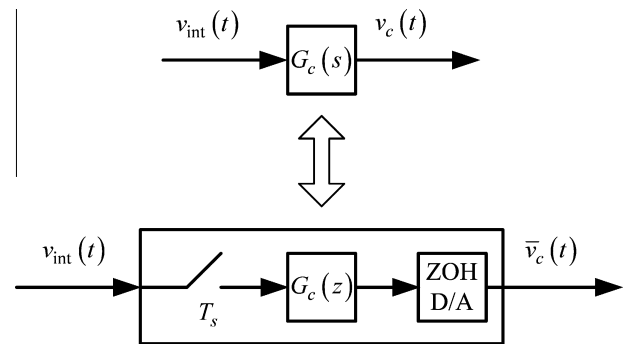 v_int(t)
v_c(t)
G_c(s)
v_int(t)
T_s
G_c(z)
ZOH
D/A
v̅_c(t)